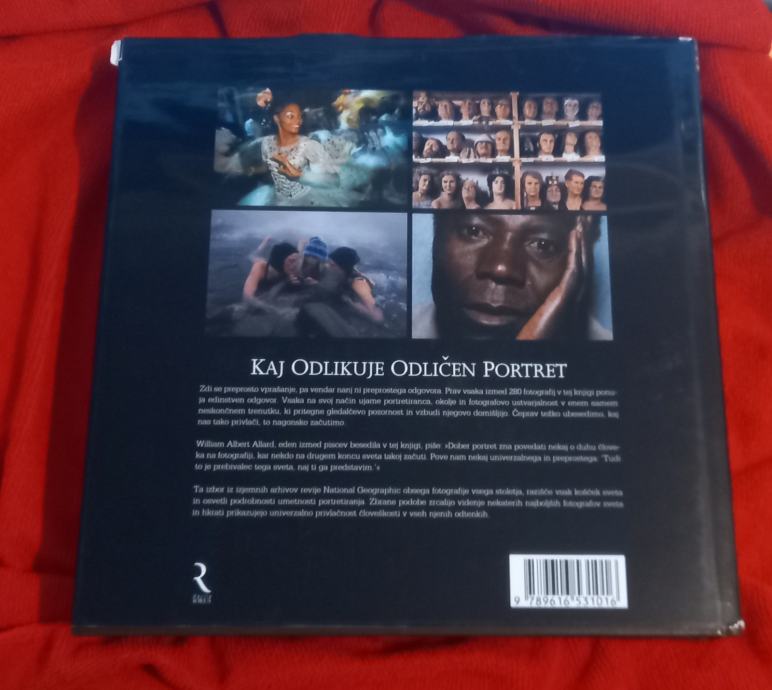 KAJ ODLIKUJE ODLIČEN PORTRET
Zdi se preprosto vprašanje, pa vendar nanj ni preprostega odgovora. Prav vsaka izmed 280 fotografij v tej knjigi ponu-
ja edinstven odgovor. Vsaka na svoj način ujame portretiranca, okolje in fotografovo ustvarjalnost v enem samem
neskončnem trenutku, ki pritegne gledalčevo pozornost in vzbudi njegovo domišljijo. Čeprav težko ubesedimo, kaj
nas tako privlači, to nagonsko začutimo.
William Albert Allard, eden izmed piscev besedila v tej knjigi, piše: »Dober portret zna povedati nekaj o duhu člove-
ka na fotografiji, kar nekdo na drugem koncu sveta takoj začuti. Pove nam nekaj univerzalnega in preprostega: 'Tudi
to je prebivalec tega sveta, naj ti ga predstavim.'«
Ta izbor iz izjemnih arhivov revije National Geographic obsega fotografije vsega stoletja, razišče vsak košček sveta
in osvetli podrobnosti umetnosti portretiranja. Zbrane podobe zrcalijo videnje nekaterih najboljših fotografov sveta
in hkrati prikazujejo univerzalno privlačnost človeškosti v vseh njenih odtenkih.
R
9 789616 531016